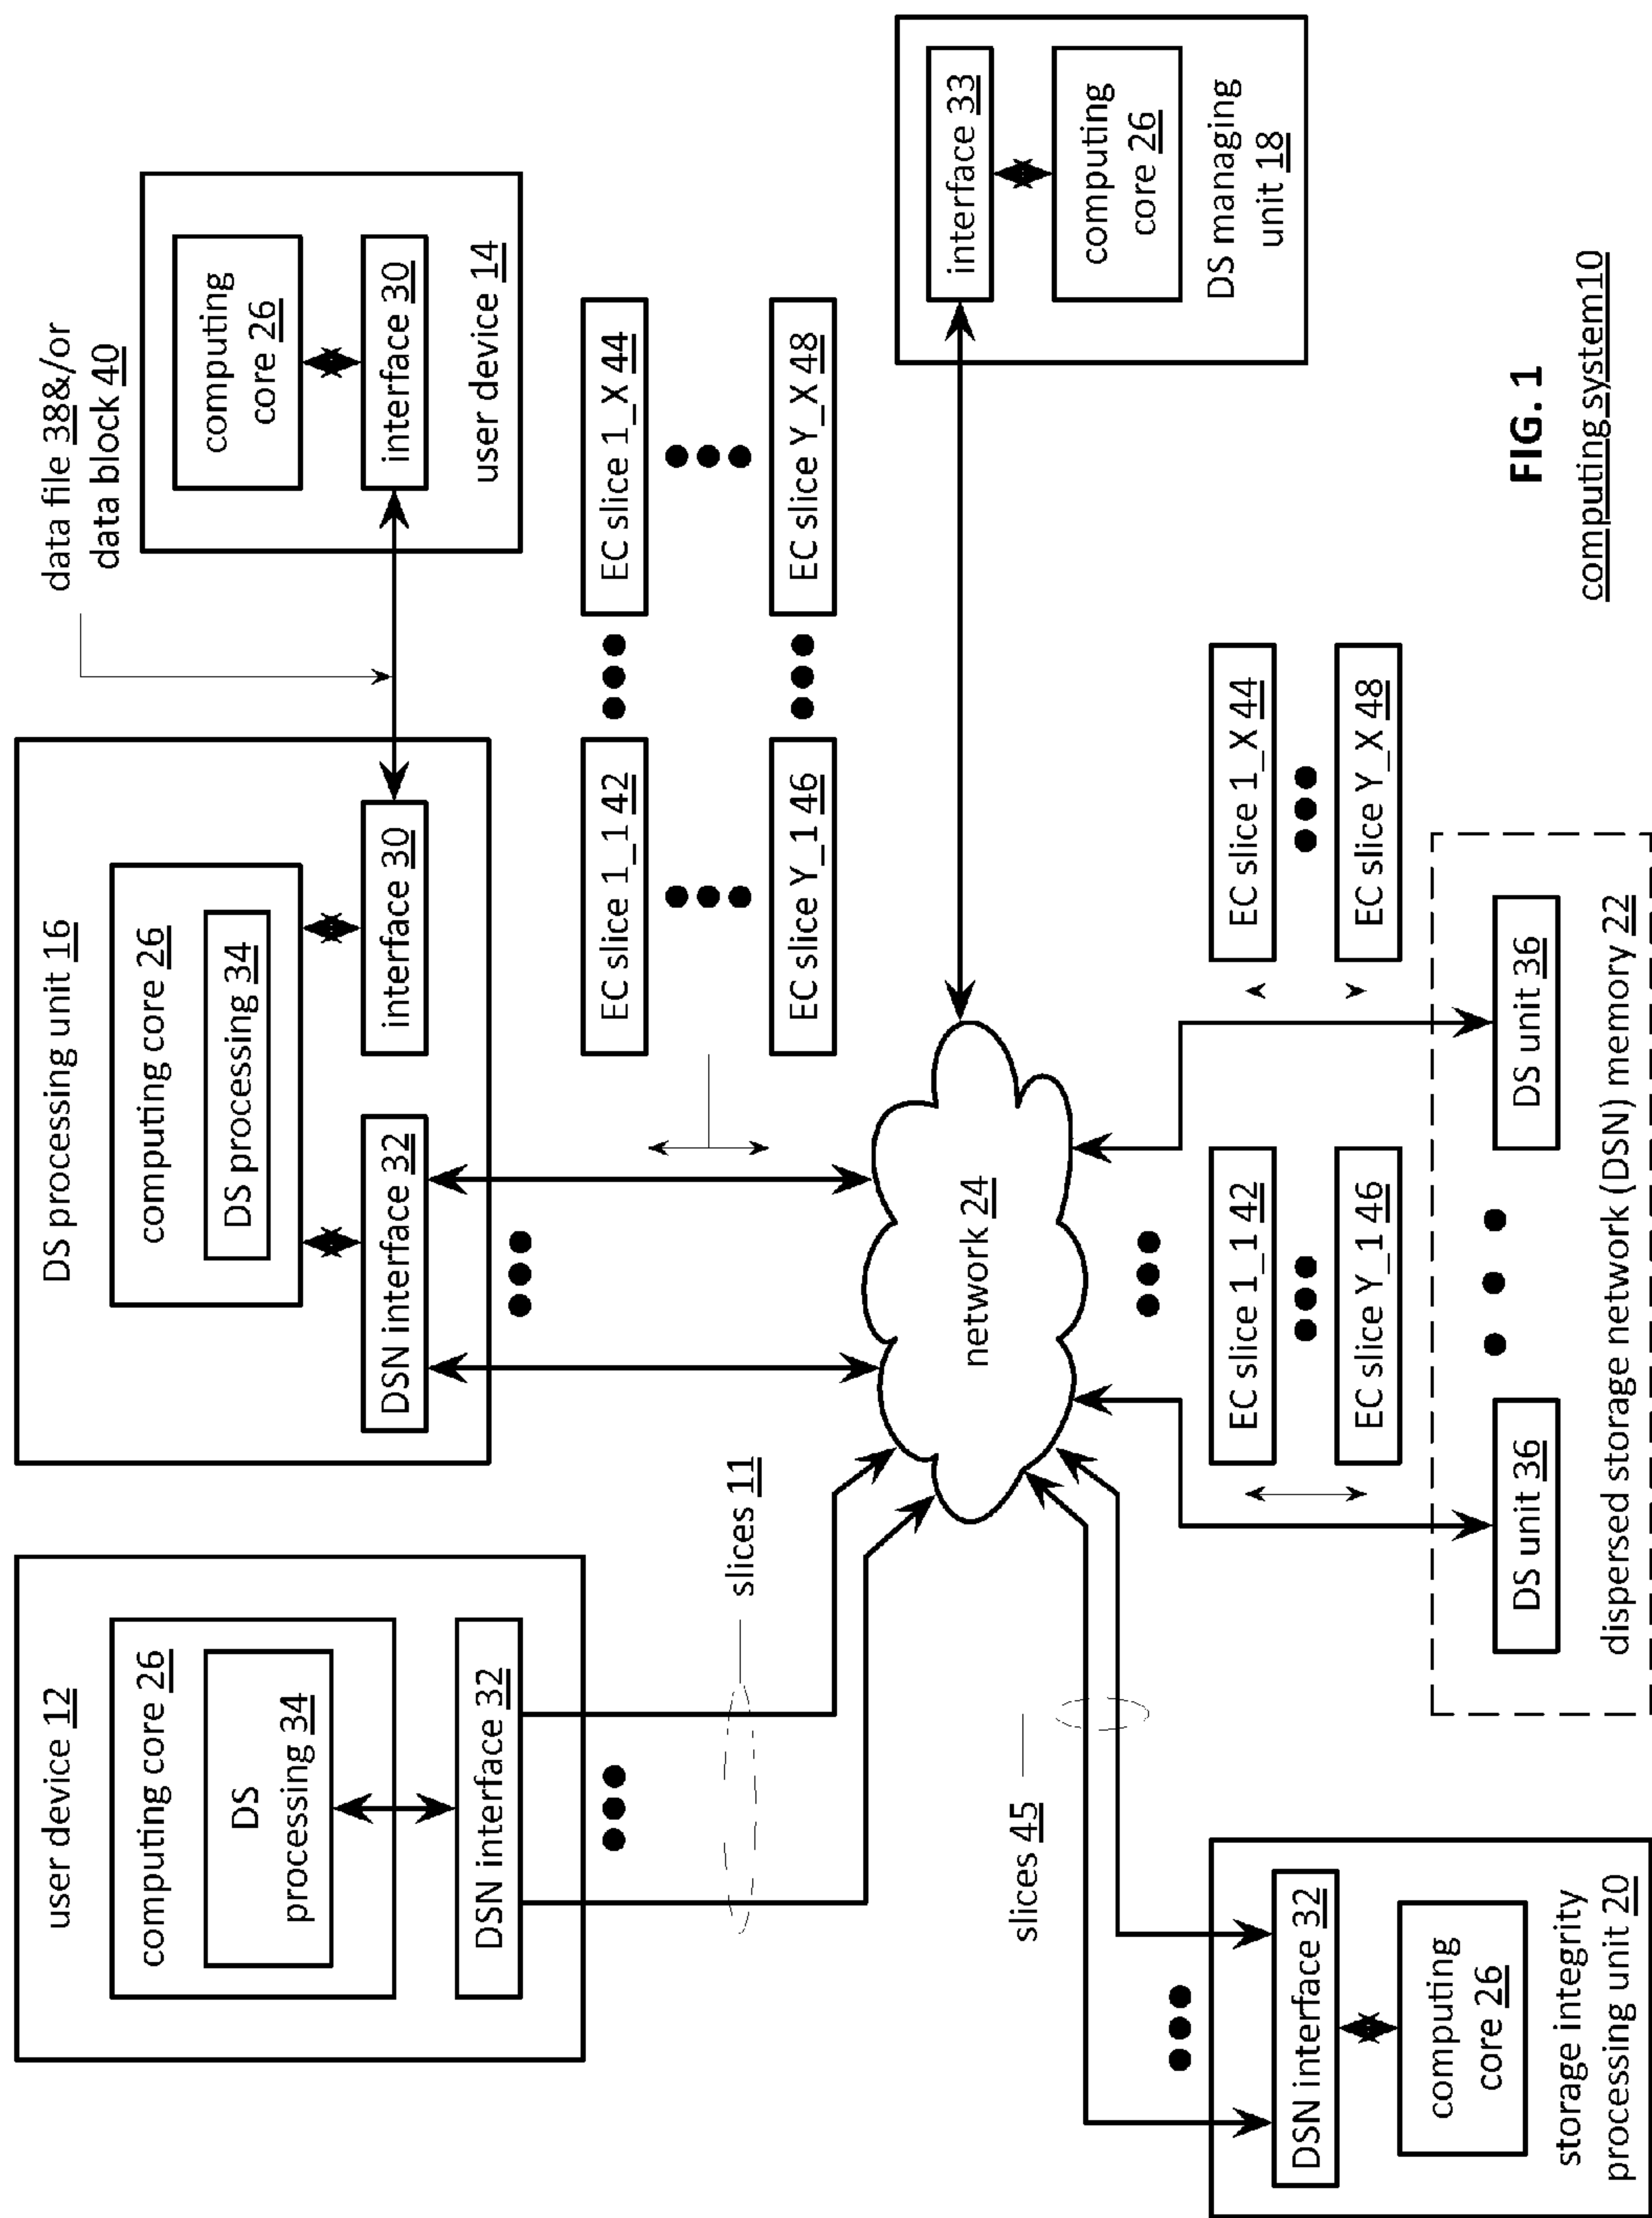 user device 12
computing core 26
DS
processing 34
DSN interface 32
slices 11
DS processing unit 16
computing core 26
DS processing 34
DSN interface 32
interface 30
data file 38&/or
data block 40
computing
core 26
interface 30
user device 14
EC slice 1_1 42
EC slice 1_X 44
EC slice Y_1 46
EC slice Y_X 48
network 24
interface 33
computing
core 26
DS managing
unit 18
slices 45
DSN interface 32
computing
core 26
storage integrity
processing unit 20
EC slice 1_1 42
EC slice 1_X 44
EC slice Y_1 46
EC slice Y_X 48
DS unit 36
DS unit 36
dispersed storage network (DSN) memory 22
FIG. 1
computing system10